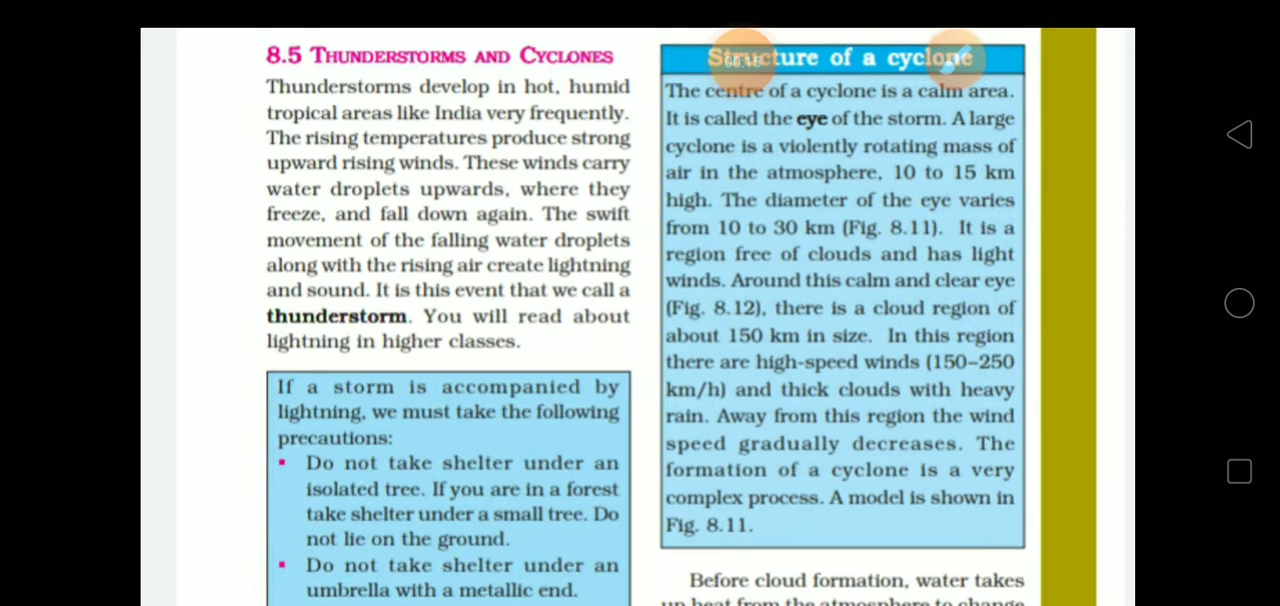 8.5 THUNDERSTORMS AND CYCLONES
Thunderstorms develop in hot, humid
tropical areas like India very frequently.
The rising temperatures produce strong
upward rising winds. These winds carry
water droplets upwards, where they
freeze, and fall down again. The swift
movement of the falling water droplets
along with the rising air create lightning
and sound. It is this event that we call a
thunderstorm. You will read about
lightning in higher classes.
If a storm is accompanied by
lightning, we must take the following
precautions:
▪ Do not take shelter under an
isolated tree. If you are in a forest
take shelter under a small tree. Do
not lie on the ground.
▪ Do not take shelter under an
umbrella with a metallic end.
Structure of a cyclone
The centre of a cyclone is a calm area.
It is called the eye of the storm. A large
cyclone is a violently rotating mass of
air in the atmosphere, 10 to 15 km
high. The diameter of the eye varies
from 10 to 30 km (Fig. 8.11). It is a
region free of clouds and has light
winds. Around this calm and clear eye
(Fig. 8.12), there is a cloud region of
about 150 km in size. In this region
there are high-speed winds (150–250
km/h) and thick clouds with heavy
rain. Away from this region the wind
speed gradually decreases. The
formation of a cyclone is a very
complex process. A model is shown in
Fig. 8.11.
Before cloud formation, water takes
up heat from the atmosphere to change